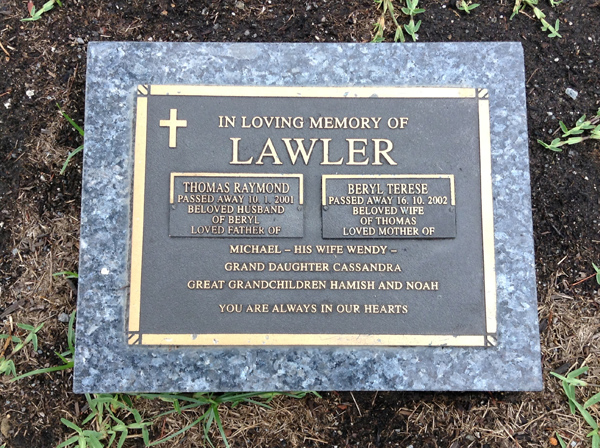 IN LOVING MEMORY OF
LAWLER
THOMAS RAYMOND
PASSED AWAY 10. 1. 2001
BELOVED HUSBAND
OF BERYL
LOVED FATHER OF
BERYL TERESE
PASSED AWAY 16. 10. 2002
BELOVED WIFE
OF THOMAS
LOVED MOTHER OF
MICHAEL – HIS WIFE WENDY –
GRAND DAUGHTER CASSANDRA
GREAT GRANDCHILDREN HAMISH AND NOAH
YOU ARE ALWAYS IN OUR HEARTS